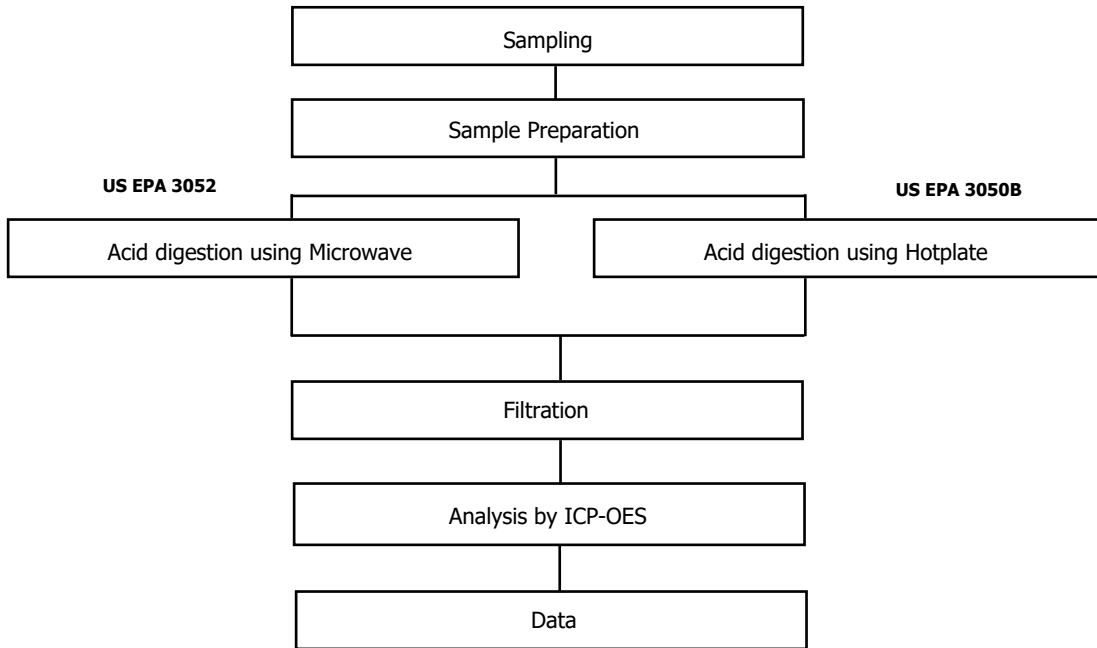 Sampling
Sample Preparation
US EPA 3052
US EPA 3050B
Acid digestion using Microwave
Acid digestion using Hotplate
Filtration
Analysis by ICP-OES
Data